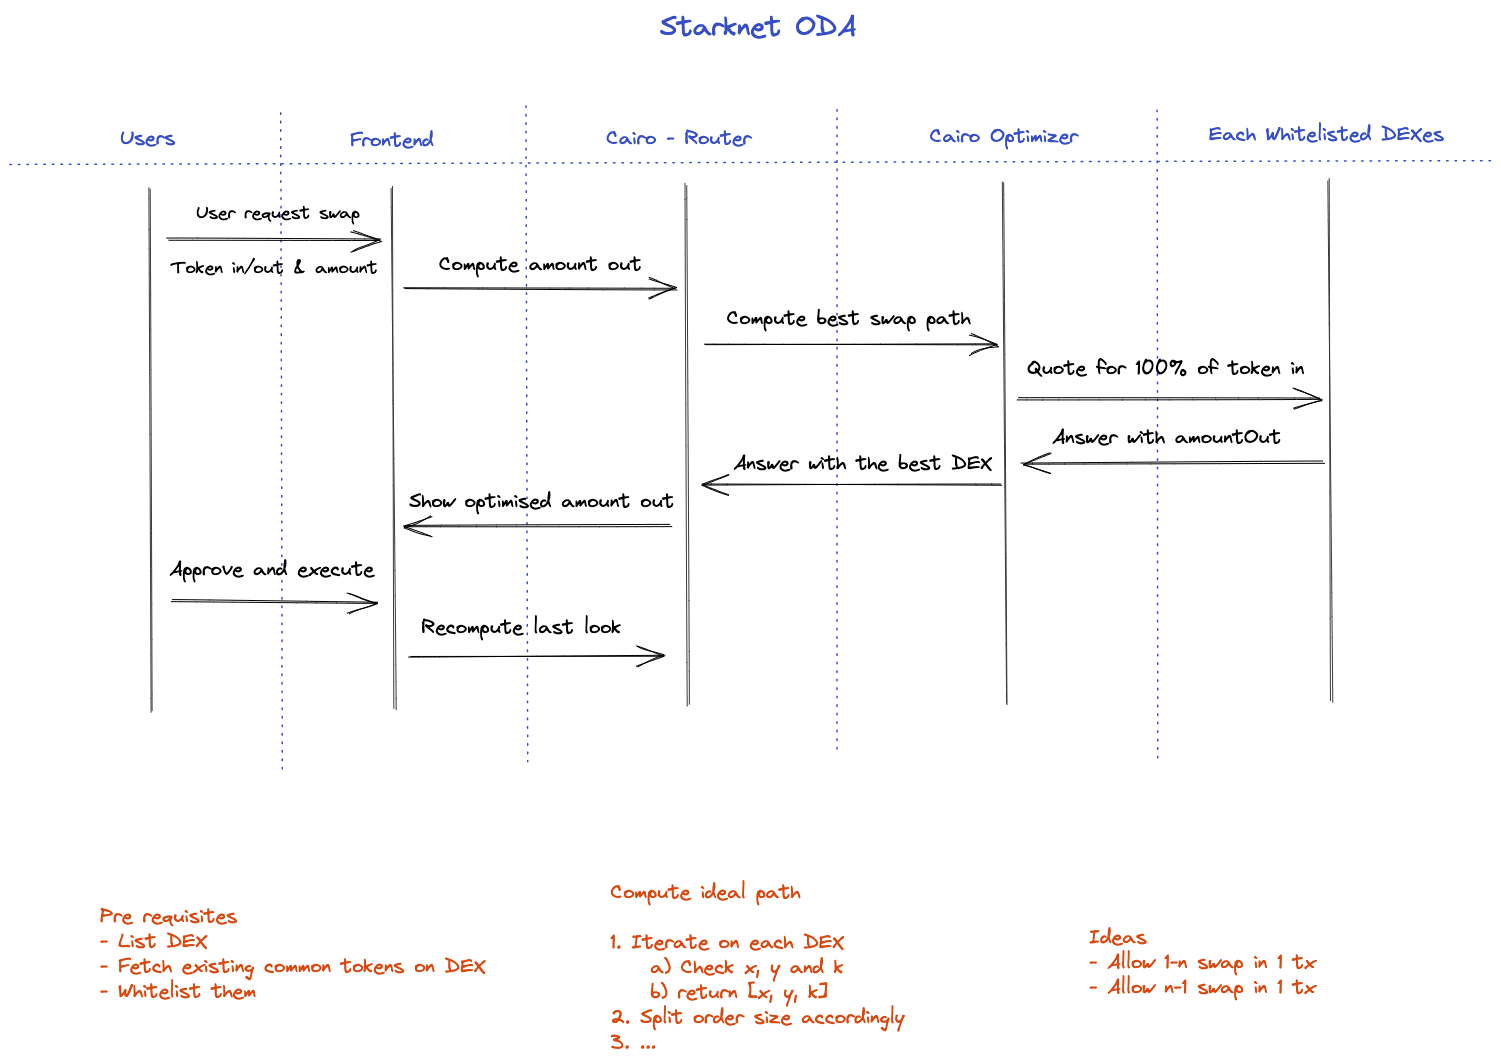 Starknet ODA
Users
Frontend
Cairo - Router
Cairo Optimizer
Each Whitelisted DEXes
User request swap
Token in/out & amount
Compute amount out
Compute best swap path
Quote for 100% of token in
Answer with amountOut
Answer with the best DEX
Show optimised amount out
Approve and execute
Recompute last look
Pre requisites
- List DEX
- Fetch existing common tokens on DEX
- Whitelist them
Compute ideal path
1. Iterate on each DEX
a) Check x, y and k
b) return [x, y, k]
2. Split order size accordingly
3. ...
Ideas
- Allow 1-n swap in 1 tx
- Allow n-1 swap in 1 tx